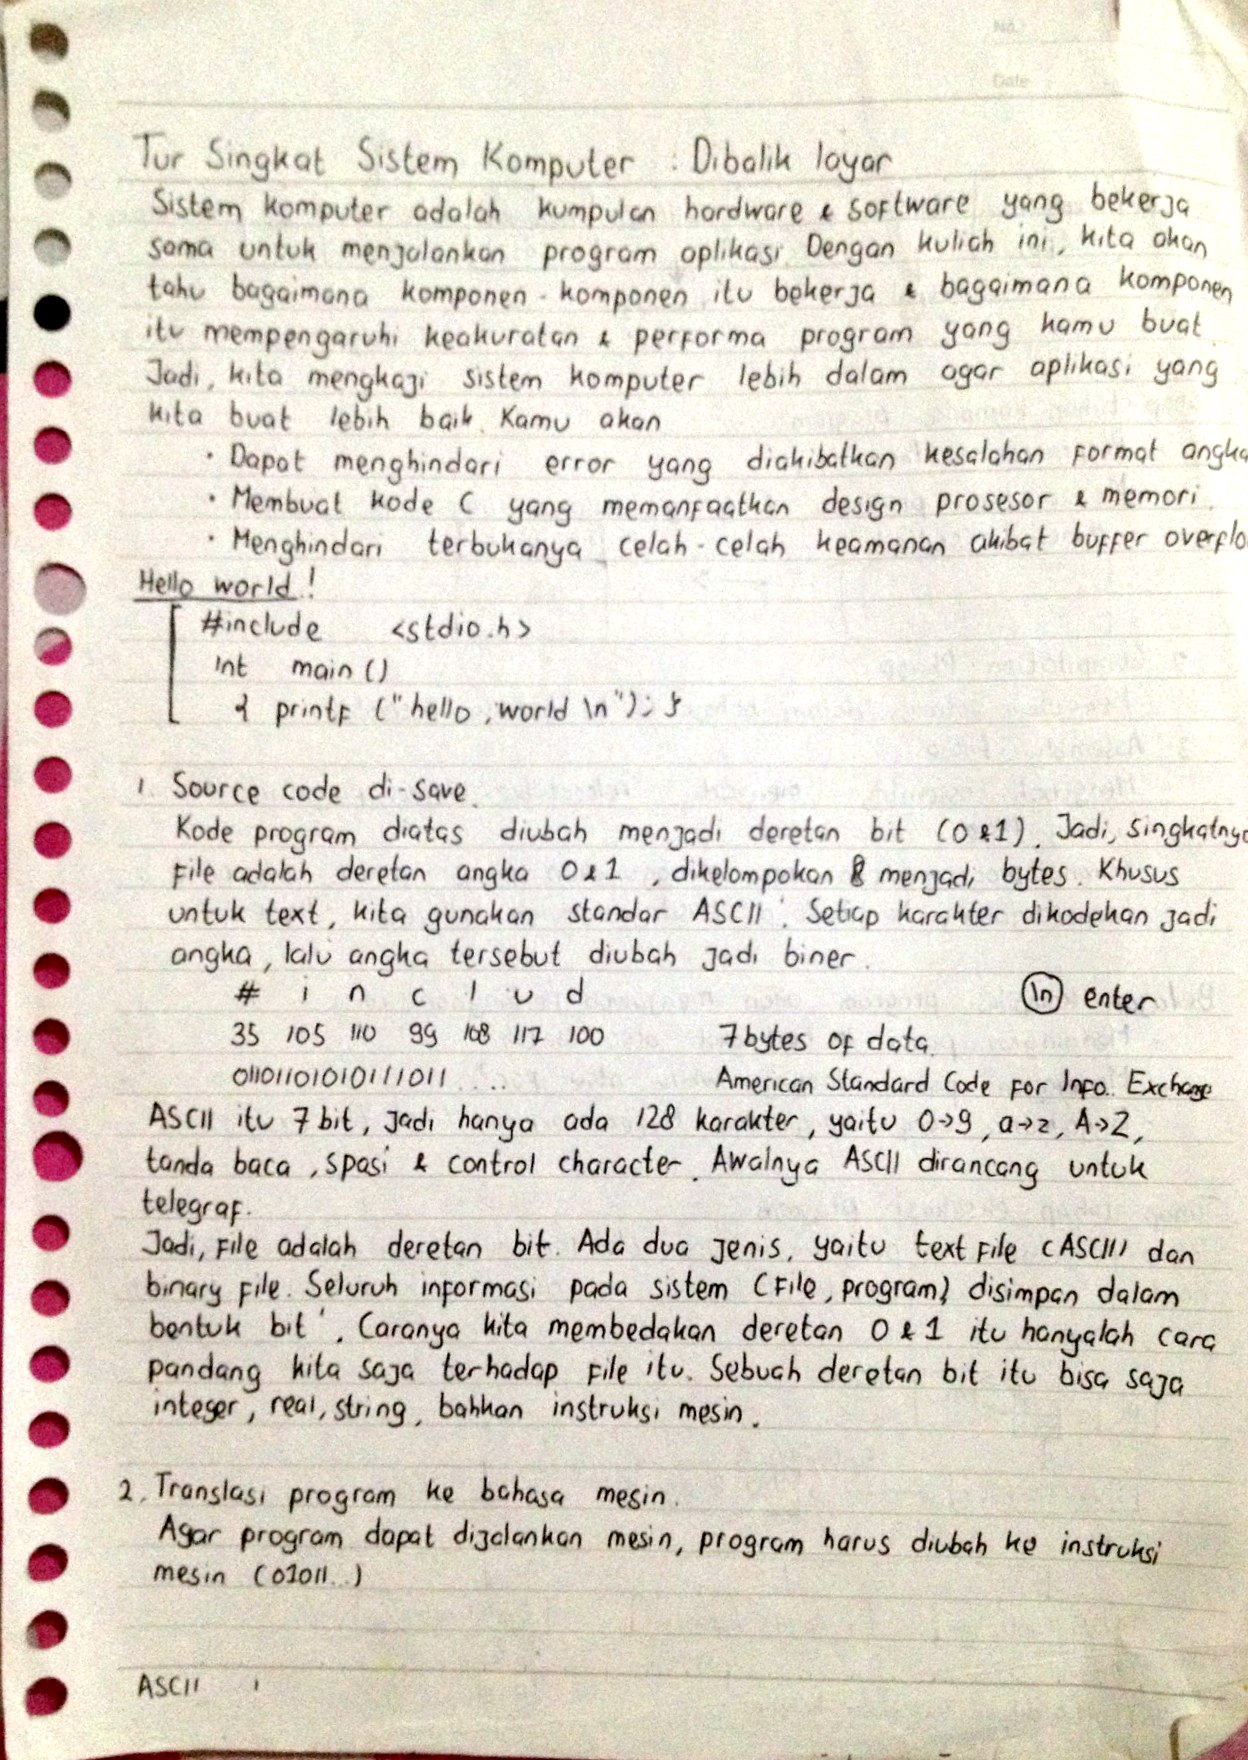 No.
Date
Tur Singkat Sistem Komputer : Dibalik layar
Sistem komputer adalah kumpulan hardware & software yang bekerja
sama untuk menjalankan program aplikasi. Dengan kuliah ini, kita akan
tahu bagaimana komponen-komponen itu bekerja & bagaimana komponen
itu mempengaruhi keakuratan & performa program yang kamu buat.
Jadi, kita mengkaji sistem komputer lebih dalam agar aplikasi yang
kita buat lebih baik. Kamu akan
• Dapat menghindari error yang diakibatkan kesalahan format angka
• Membuat kode C yang memanfaatkan design prosesor & memori.
• Menghindari terbukanya celah-celah keamanan akibat buffer overflo
Hello world!
#include <stdio.h>
int main ()
{ printf ("hello, world \n"); }
1. Source code di-save.
Kode program diatas diubah menjadi deretan bit (0 & 1). Jadi, singkatnya
file adalah deretan angka 0 & 1, dikelompokan 8 menjadi bytes. Khusus
untuk text, kita gunakan standar ASCII. Setiap karakter dikodekan jadi
angka, lalu angka tersebut diubah jadi biner.
# i n c l u d \n enter
35 105 110 99 108 117 100 7 bytes of data.
0110110101011011 .... American Standard Code for Info. Exchange
ASCII itu 7 bit, jadi hanya ada 128 karakter, yaitu 0→9, a→z, A→Z,
tanda baca, spasi & control character. Awalnya ASCII dirancang untuk
telegraf.
Jadi, file adalah deretan bit. Ada dua jenis, yaitu text file (ASCII) dan
binary file. Seluruh informasi pada sistem (file, program) disimpan dalam
bentuk bit'. Caranya kita membedakan deretan 0 & 1 itu hanyalah cara
pandang kita saja terhadap file itu. Sebuah deretan bit itu bisa saja
integer, real, string, bahkan instruksi mesin.
2. Translasi program ke bahasa mesin.
Agar program dapat dijalankan mesin, program harus diubah ke instruksi
mesin (01011...)
ASCII